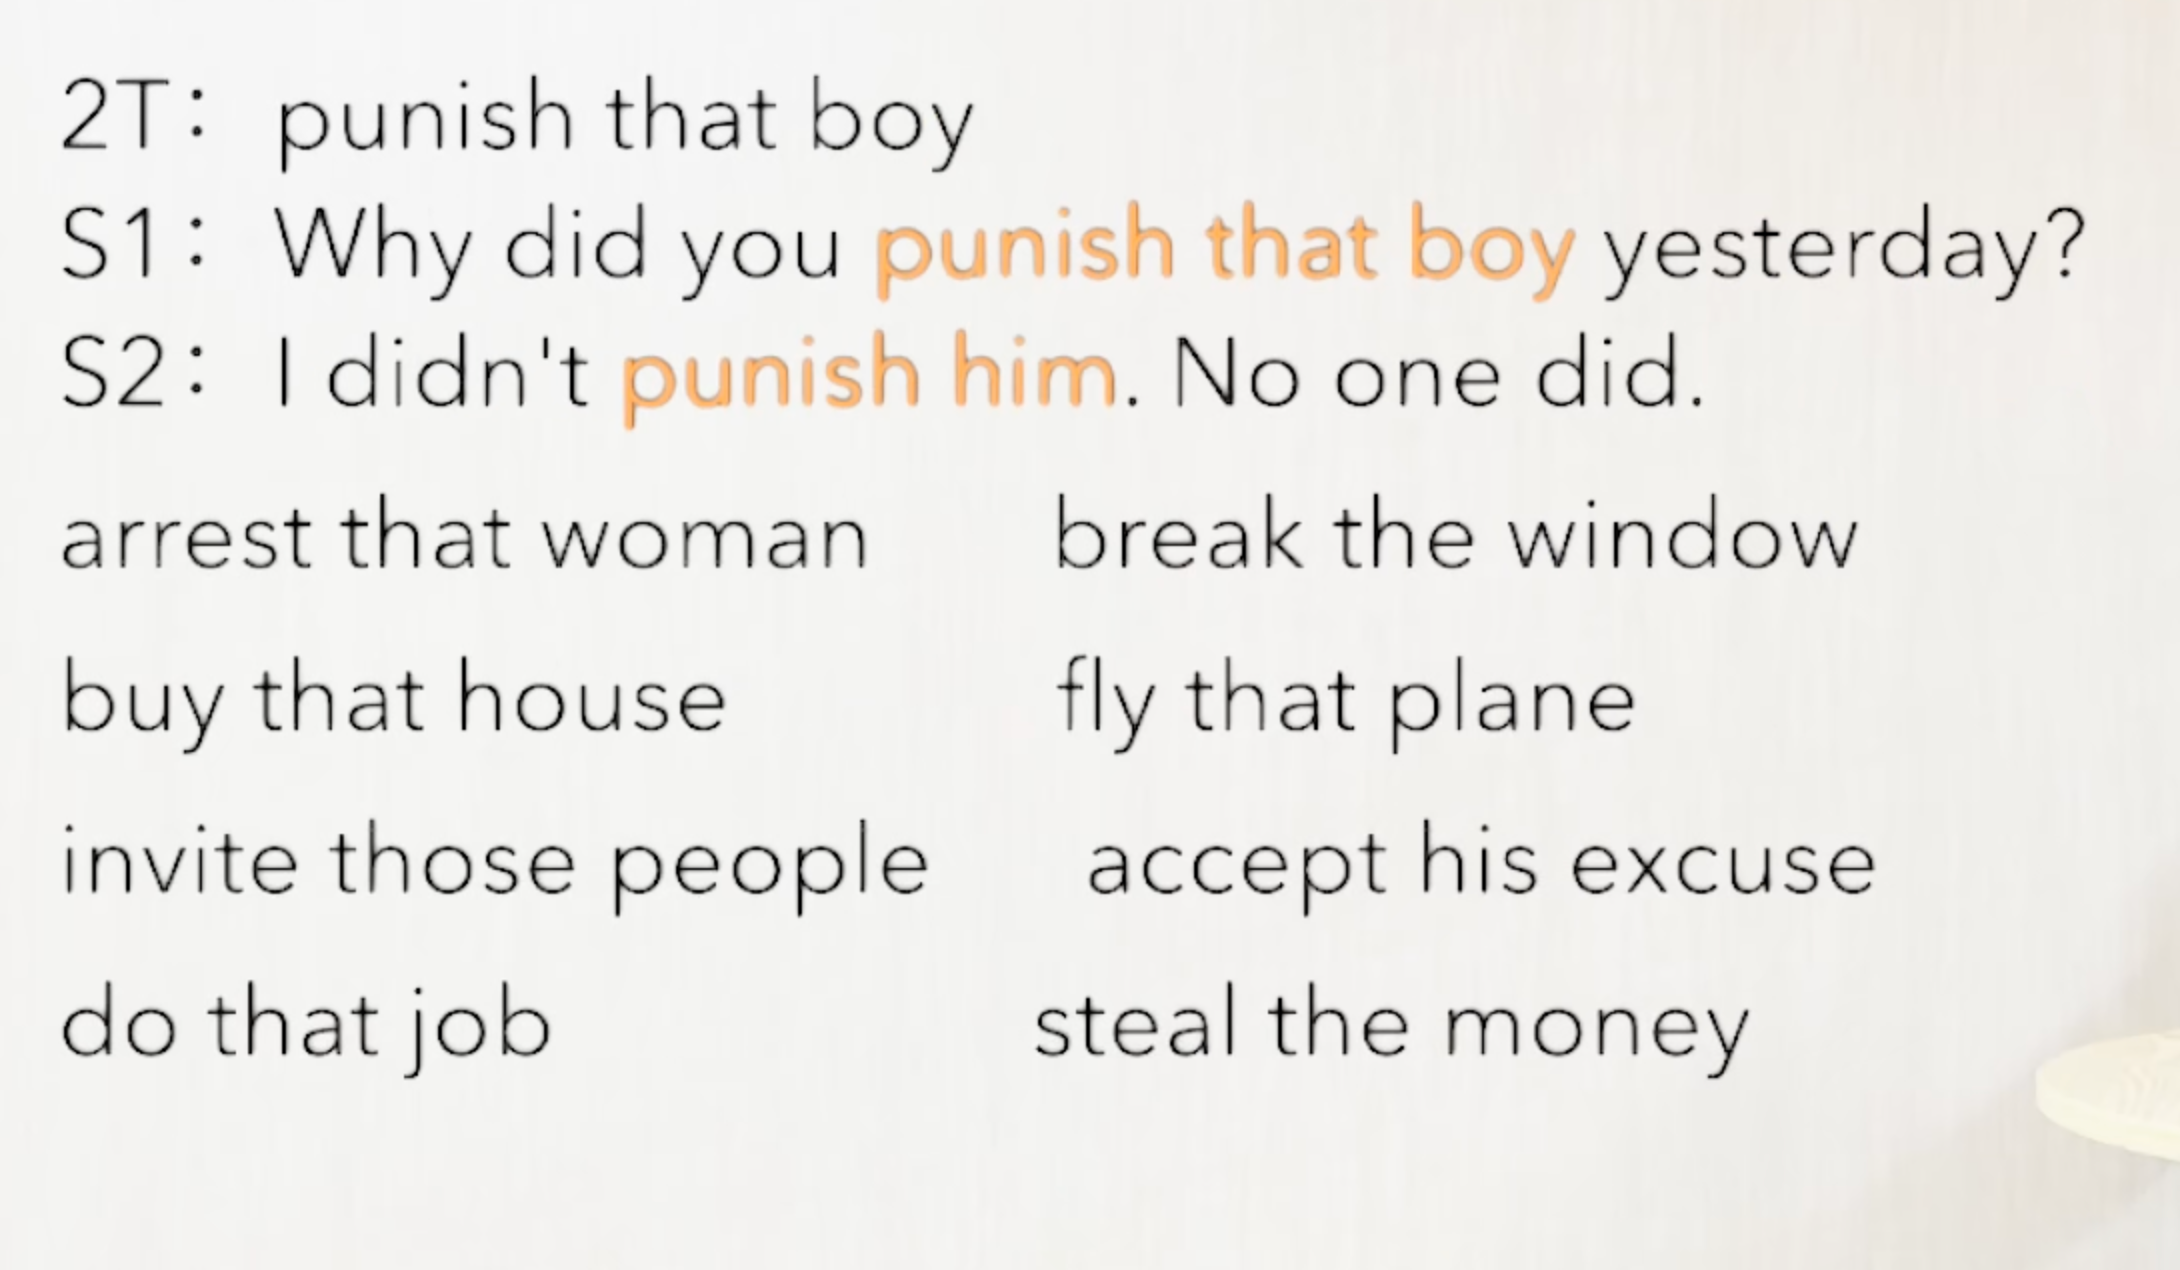 2T: punish that boy
S1: Why did you punish that boy yesterday?
S2: I didn't punish him. No one did.
arrest that woman break the window
buy that house fly that plane
invite those people accept his excuse
do that job steal the money